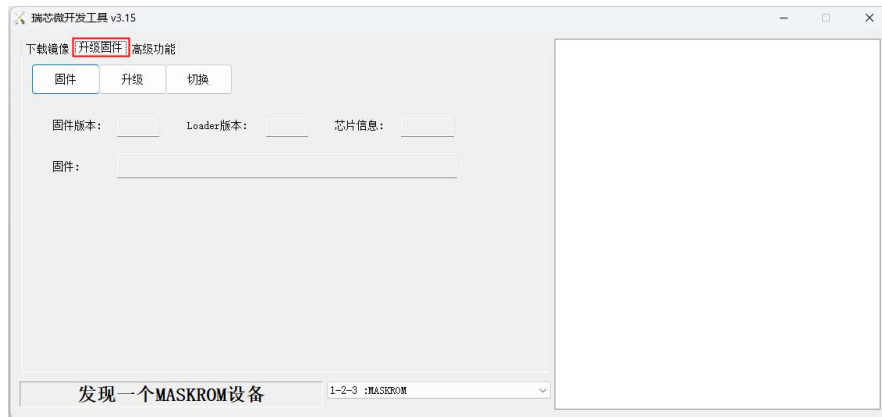 瑞芯微开发工具 v3.15
下载镜像 升级固件 高级功能
固件 升级 切换
固件版本: Loader版本: 芯片信息:
固件:
发现一个MASKROM设备 1-2-3 :MASKROM